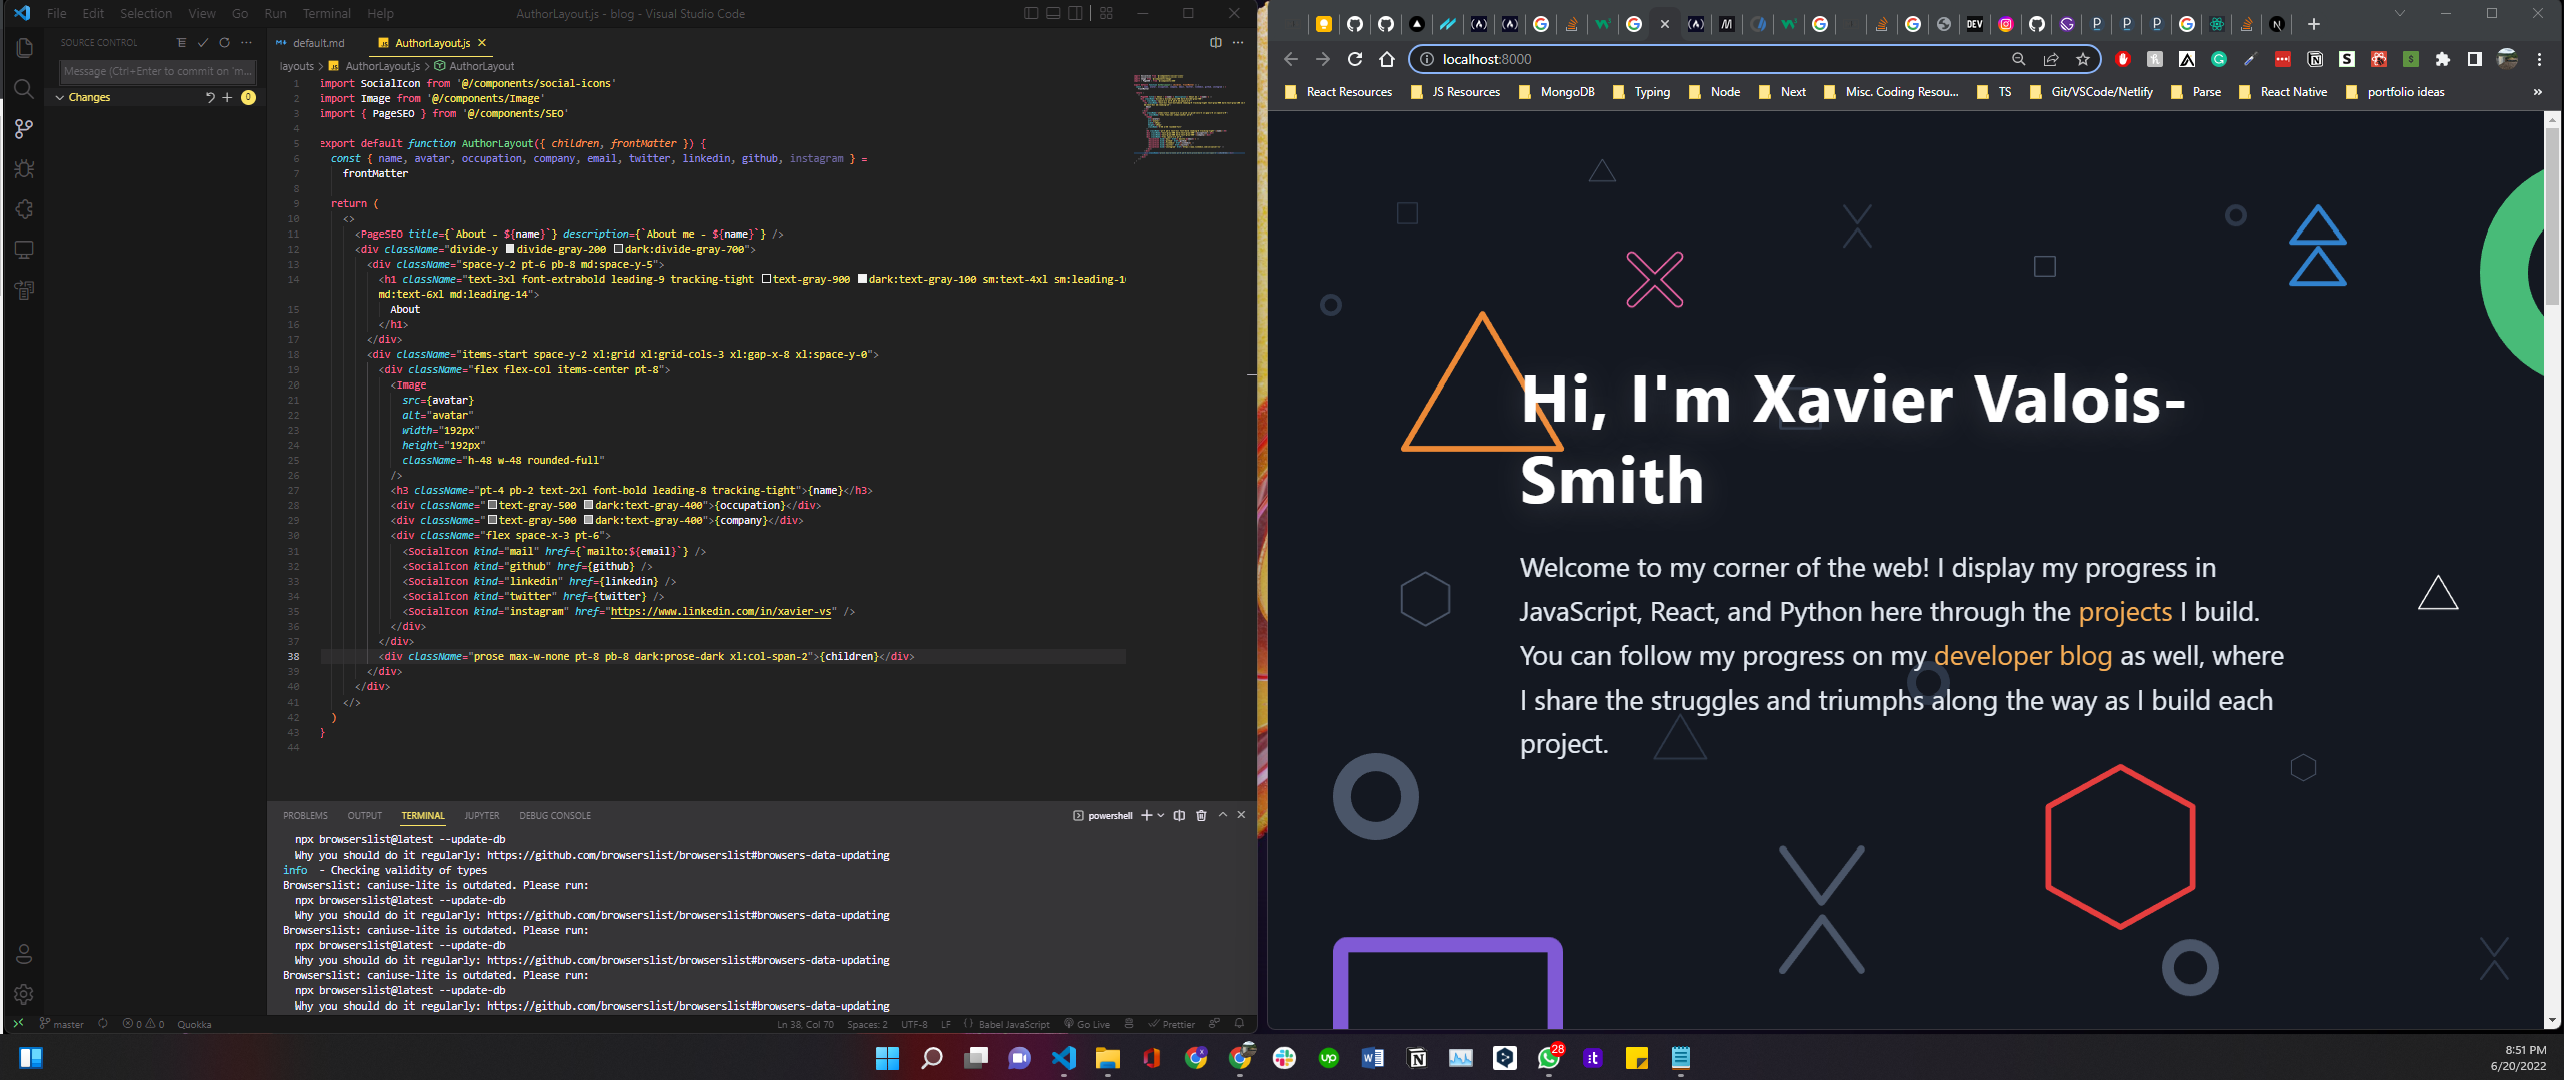 File Edit Selection View Go Run Terminal Help
AuthorLayout.js - blog - Visual Studio Code
SOURCE CONTROL
Message (Ctrl+Enter to commit on 'm...
Changes
0
default.md
AuthorLayout.js
layouts > AuthorLayout.js > AuthorLayout
1 import SocialIcon from '@/components/social-icons'
2 import Image from '@/components/Image'
3 import { PageSEO } from '@/components/SEO'
4
5 export default function AuthorLayout({ children, frontMatter }) {
6 const { name, avatar, occupation, company, email, twitter, linkedin, github, instagram } =
7 frontMatter
8
9 return (
10 <>
11 <PageSEO title={`About - ${name}`} description={`About me - ${name}`} />
12 <div className="divide-y divide-gray-200 dark:divide-gray-700">
13 <div className="space-y-2 pt-6 pb-8 md:space-y-5">
14 <h1 className="text-3xl font-extrabold leading-9 tracking-tight text-gray-900 dark:text-gray-100 sm:text-4xl sm:leading-10
md:text-6xl md:leading-14">
15 About
16 </h1>
17 </div>
18 <div className="items-start space-y-2 xl:grid xl:grid-cols-3 xl:gap-x-8 xl:space-y-0">
19 <div className="flex flex-col items-center pt-8">
20 <Image
21 src={avatar}
22 alt="avatar"
23 width="192px"
24 height="192px"
25 className="h-48 w-48 rounded-full"
26 />
27 <h3 className="pt-4 pb-2 text-2xl font-bold leading-8 tracking-tight">{name}</h3>
28 <div className="text-gray-500 dark:text-gray-400">{occupation}</div>
29 <div className="text-gray-500 dark:text-gray-400">{company}</div>
30 <div className="flex space-x-3 pt-6">
31 <SocialIcon kind="mail" href={`mailto:${email}`} />
32 <SocialIcon kind="github" href={github} />
33 <SocialIcon kind="linkedin" href={linkedin} />
34 <SocialIcon kind="twitter" href={twitter} />
35 <SocialIcon kind="instagram" href="https://www.linkedin.com/in/xavier-vs" />
36 </div>
37 </div>
38 <div className="prose max-w-none pt-8 pb-8 dark:prose-dark xl:col-span-2">{children}</div>
39 </div>
40 </div>
41 </>
42 )
43 }
44
PROBLEMS OUTPUT TERMINAL JUPYTER DEBUG CONSOLE
powershell
npx browserslist@latest --update-db
Why you should do it regularly: https://github.com/browserslist/browserslist#browsers-data-updating
info - Checking validity of types
Browserslist: caniuse-lite is outdated. Please run:
npx browserslist@latest --update-db
Why you should do it regularly: https://github.com/browserslist/browserslist#browsers-data-updating
Browserslist: caniuse-lite is outdated. Please run:
npx browserslist@latest --update-db
Why you should do it regularly: https://github.com/browserslist/browserslist#browsers-data-updating
Browserslist: caniuse-lite is outdated. Please run:
npx browserslist@latest --update-db
Why you should do it regularly: https://github.com/browserslist/browserslist#browsers-data-updating
master 0 0 Quokka
Ln 38, Col 70 Spaces: 2 UTF-8 LF Babel JavaScript Go Live Prettier
localhost:8000
React Resources JS Resources MongoDB Typing Node Next Misc. Coding Resou... TS Git/VSCode/Netlify Parse React Native portfolio ideas
Hi, I'm Xavier Valois-
Smith
Welcome to my corner of the web! I display my progress in
JavaScript, React, and Python here through the projects I build.
You can follow my progress on my developer blog as well, where
I share the struggles and triumphs along the way as I build each
project.
28
8:51 PM
6/20/2022